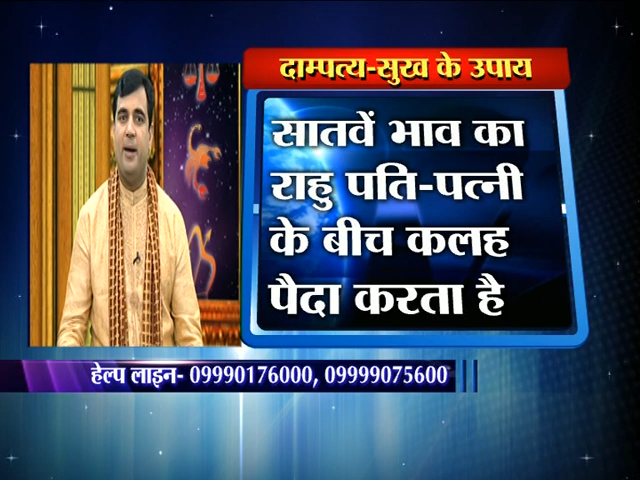 दाम्पत्य-सुख के उपाय
सातवें भाव का
राहु पति-पत्नी
के बीच कलह
पैदा करता है
हेल्प लाइन- 09990176000, 09999075600